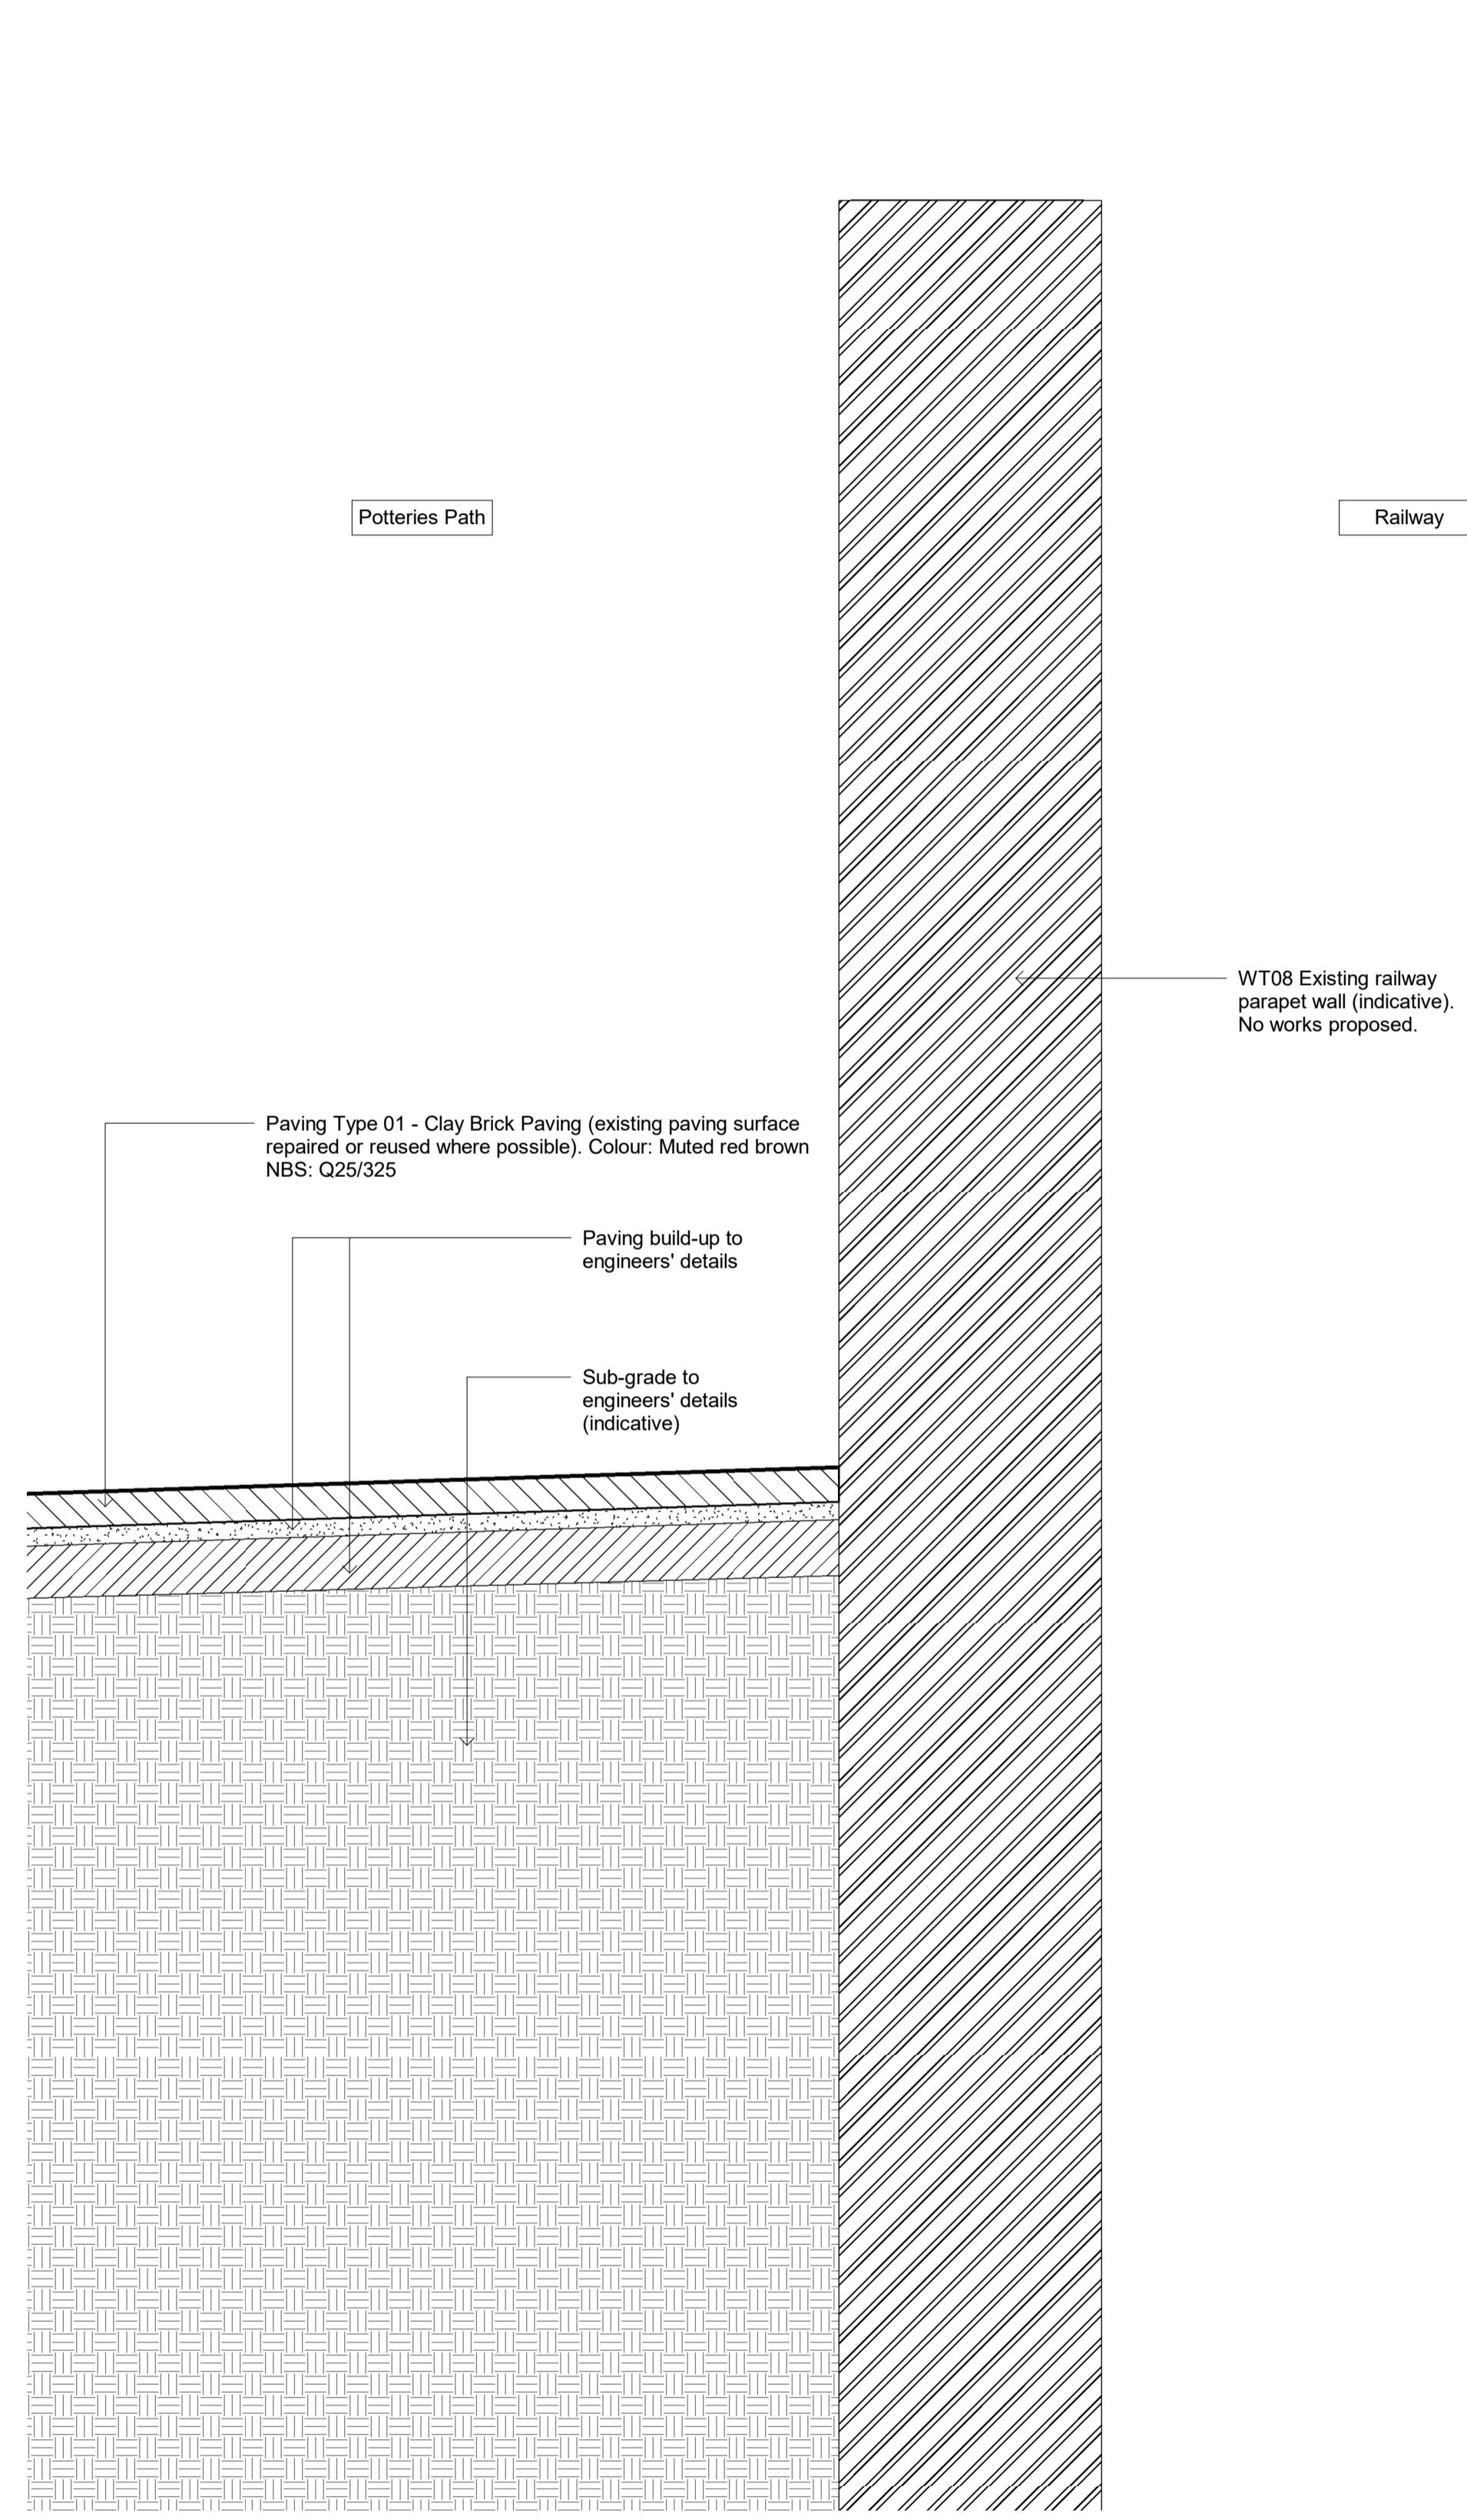 Potteries Path
Railway
WT08 Existing railway
parapet wall (indicative).
No works proposed.
Paving Type 01 - Clay Brick Paving (existing paving surface
repaired or reused where possible). Colour: Muted red brown
NBS: Q25/325
Paving build-up to
engineers' details
Sub-grade to
engineers' details
(indicative)